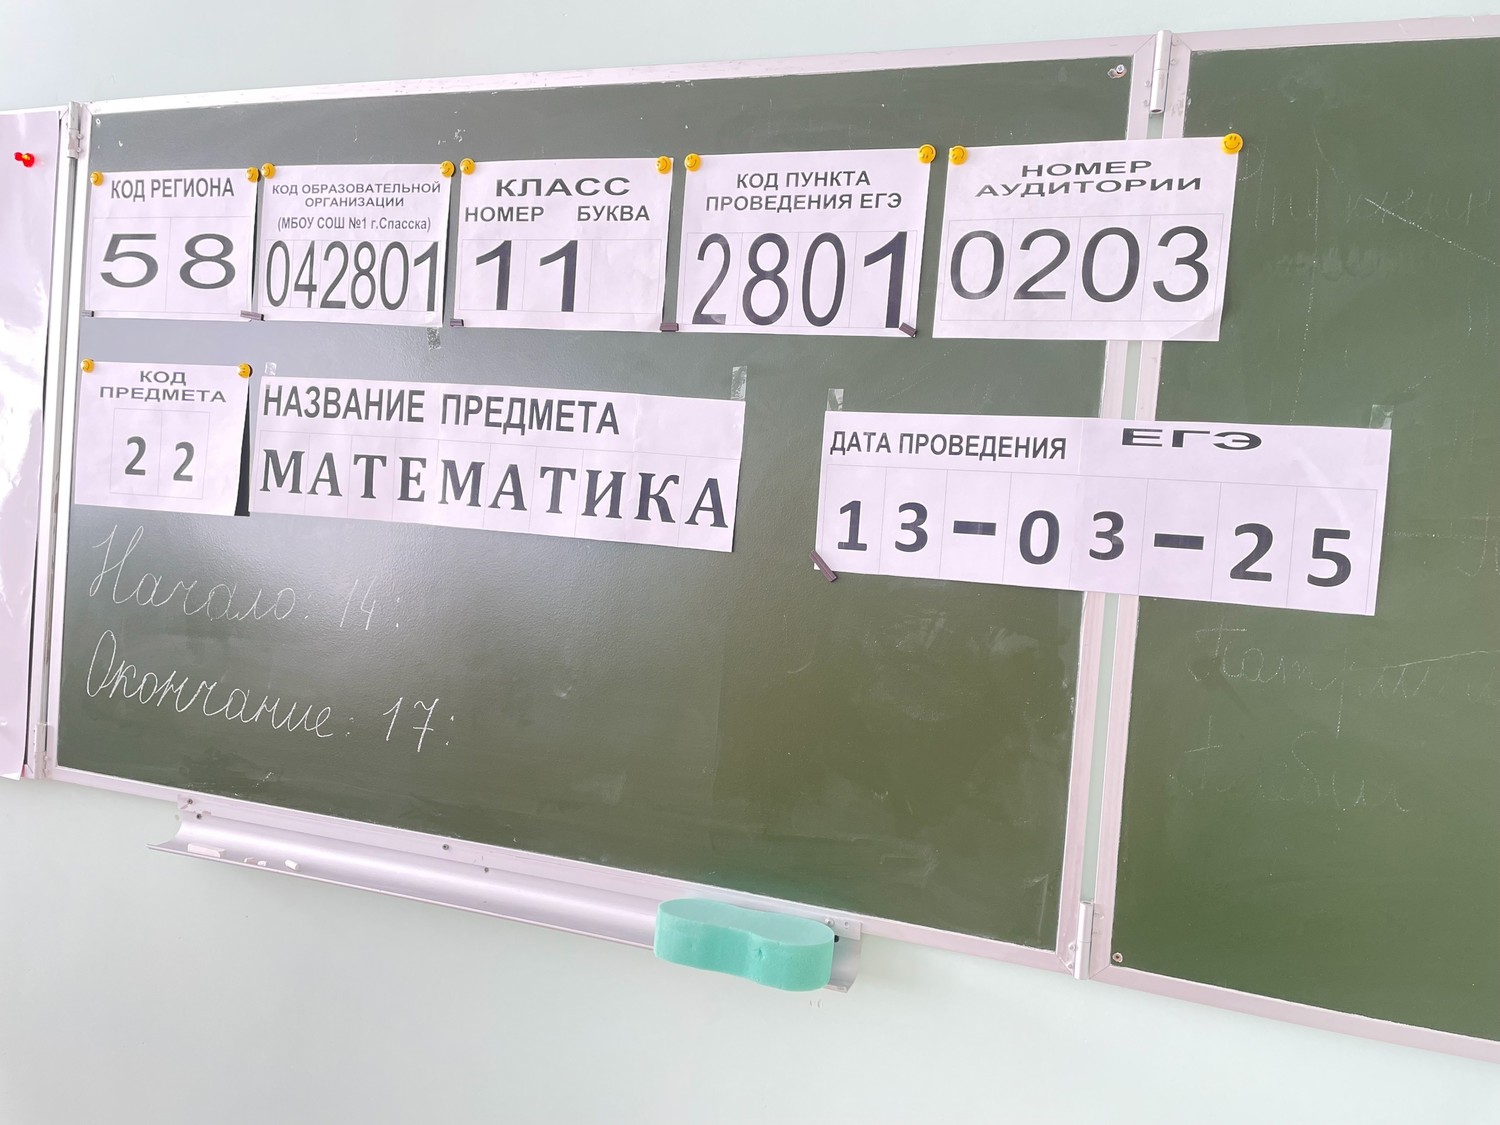 КОД РЕГИОНА
58
КОД ОБРАЗОВАТЕЛЬНОЙ
ОРГАНИЗАЦИИ
(МБОУ СОШ №1 г.Спасска)
042801
КЛАСС
НОМЕР БУКВА
11
КОД ПУНКТА
ПРОВЕДЕНИЯ ЕГЭ
2801
НОМЕР
АУДИТОРИИ
0203
КОД
ПРЕДМЕТА
22
НАЗВАНИЕ ПРЕДМЕТА
МАТЕМАТИКА
ДАТА ПРОВЕДЕНИЯ ЕГЭ
13-03-25
Начало: 14:
Окончание: 17: